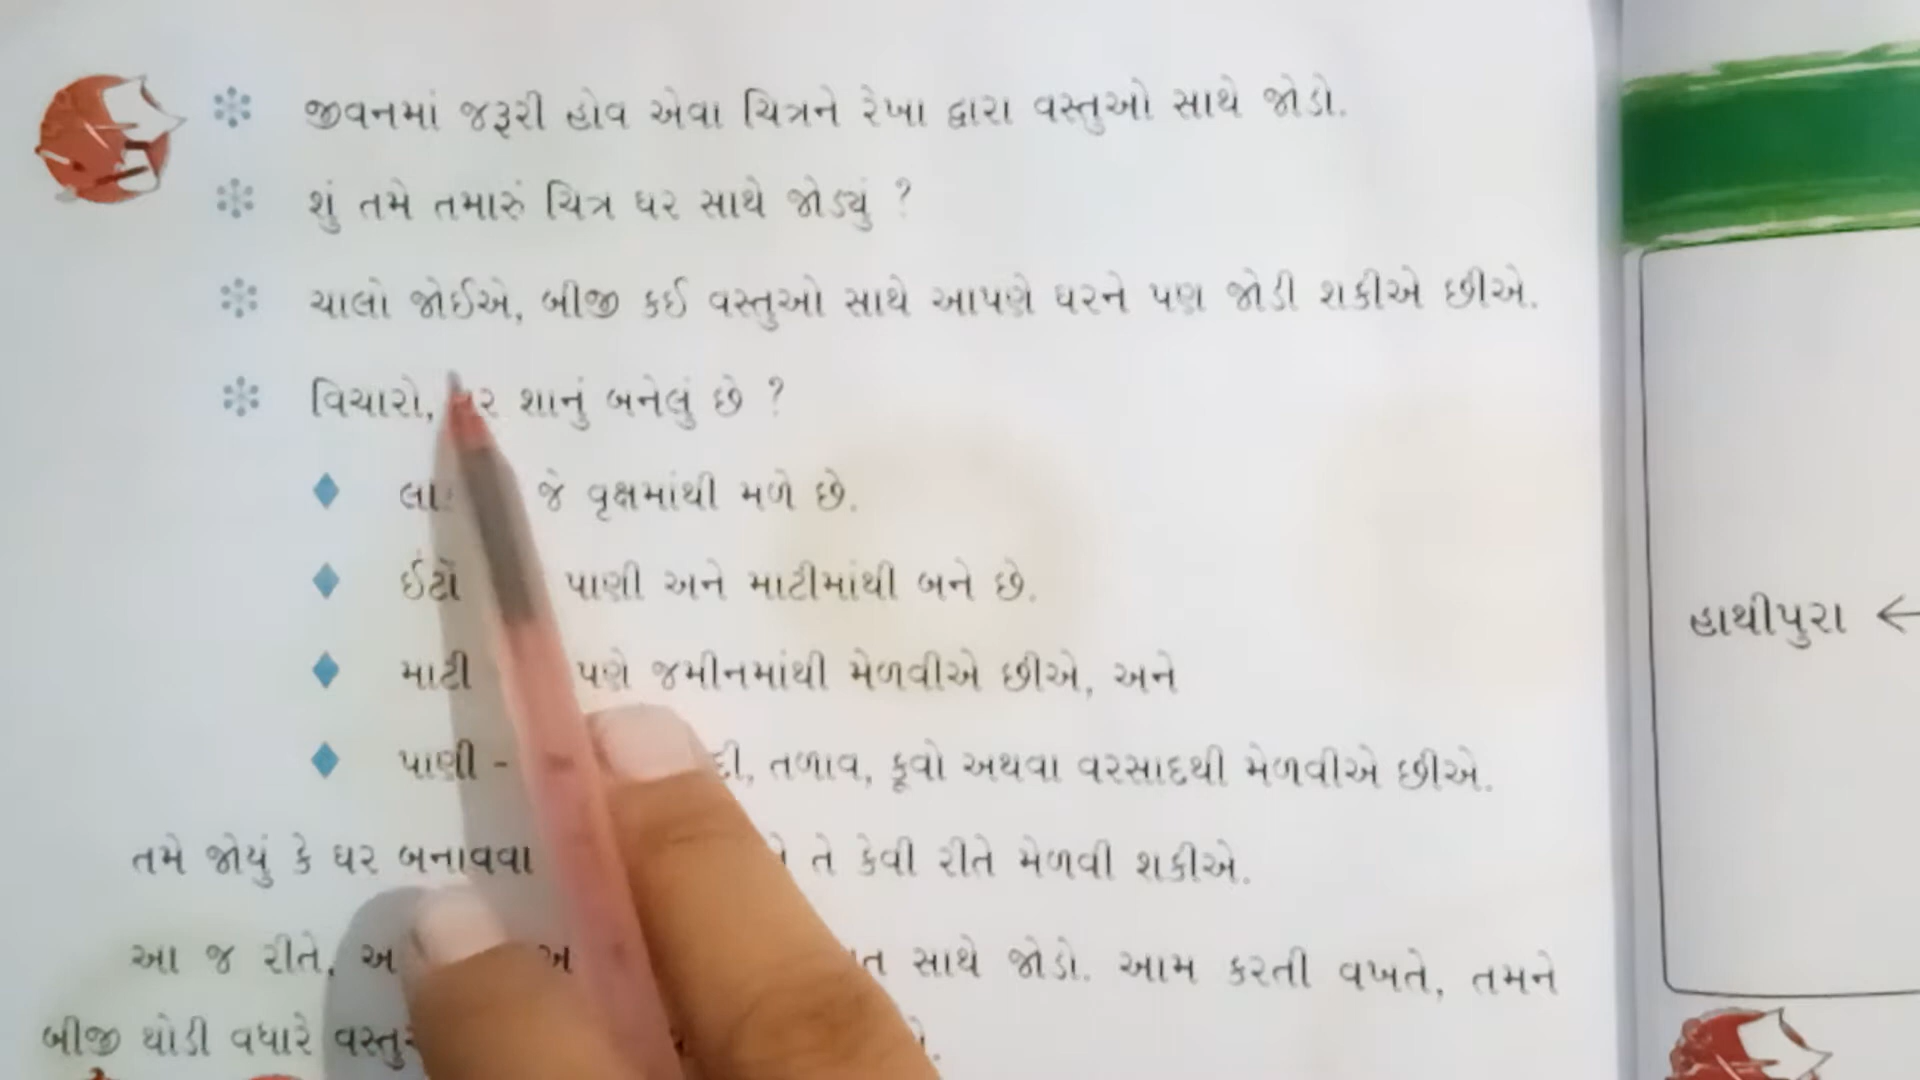 જીવનમાં જરૂરી હોવ એવા ચિત્રને રેખા દ્વારા વસ્તુઓ સાથે જોડો.
શું તમે તમારું ચિત્ર ઘર સાથે જોડ્યું ?
ચાલો જોઈએ, બીજી કઈ વસ્તુઓ સાથે આપણે ઘરને પણ જોડી શકીએ છીએ.
વિચારો, શાનું બનેલું છે ?
જે વૃક્ષમાંથી મળે છે.
ઈંટો પાણી અને માટીમાંથી બને છે.
માટી જમીનમાંથી મેળવીએ છીએ, અને
પાણી - તળાવ, કૂવો અથવા વરસાદથી મેળવીએ છીએ.
તમે જોયું કે ઘર બનાવવા તે કેવી રીતે મેળવી શકીએ.
આ જ રીતે, સાથે જોડો. આમ કરતી વખતે, તમને
બીજી થોડી વધારે
હાથીપુરા ←